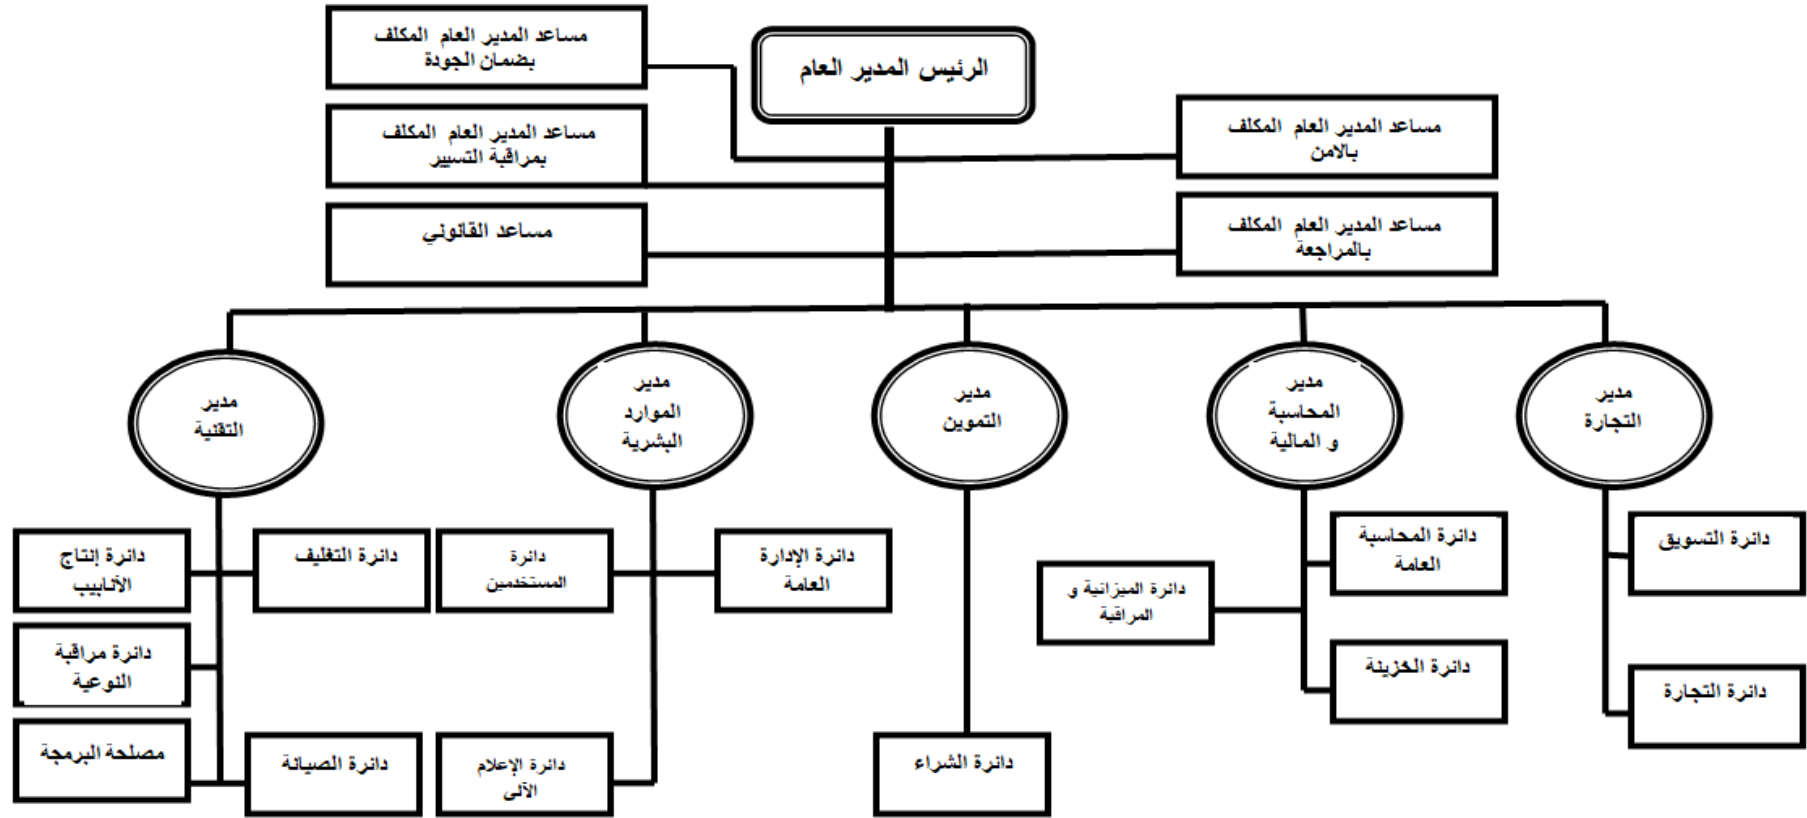 الرئيس المدير العام
مساعد المدير العام المكلف
بضمان الجودة
مساعد المدير العام المكلف
بالامن
مساعد المدير العام المكلف
بمراقبة التسيير
مساعد المدير العام المكلف
بالمراجعة
مساعد القانوني
مدير
التجارة
مدير
المحاسبة
و المالية
مدير
التموين
مدير
الموارد
البشرية
مدير
التقنية
دائرة التسويق
دائرة التجارة
دائرة المحاسبة
العامة
دائرة الميزانية و
المراقبة
دائرة الخزينة
دائرة الشراء
دائرة الإدارة
العامة
دائرة
المستخدمين
دائرة الإعلام
الآلى
دائرة التغليف
دائرة إنتاج
الأنابيب
دائرة مراقبة
النوعية
دائرة الصيانة
مصلحة البرمجة